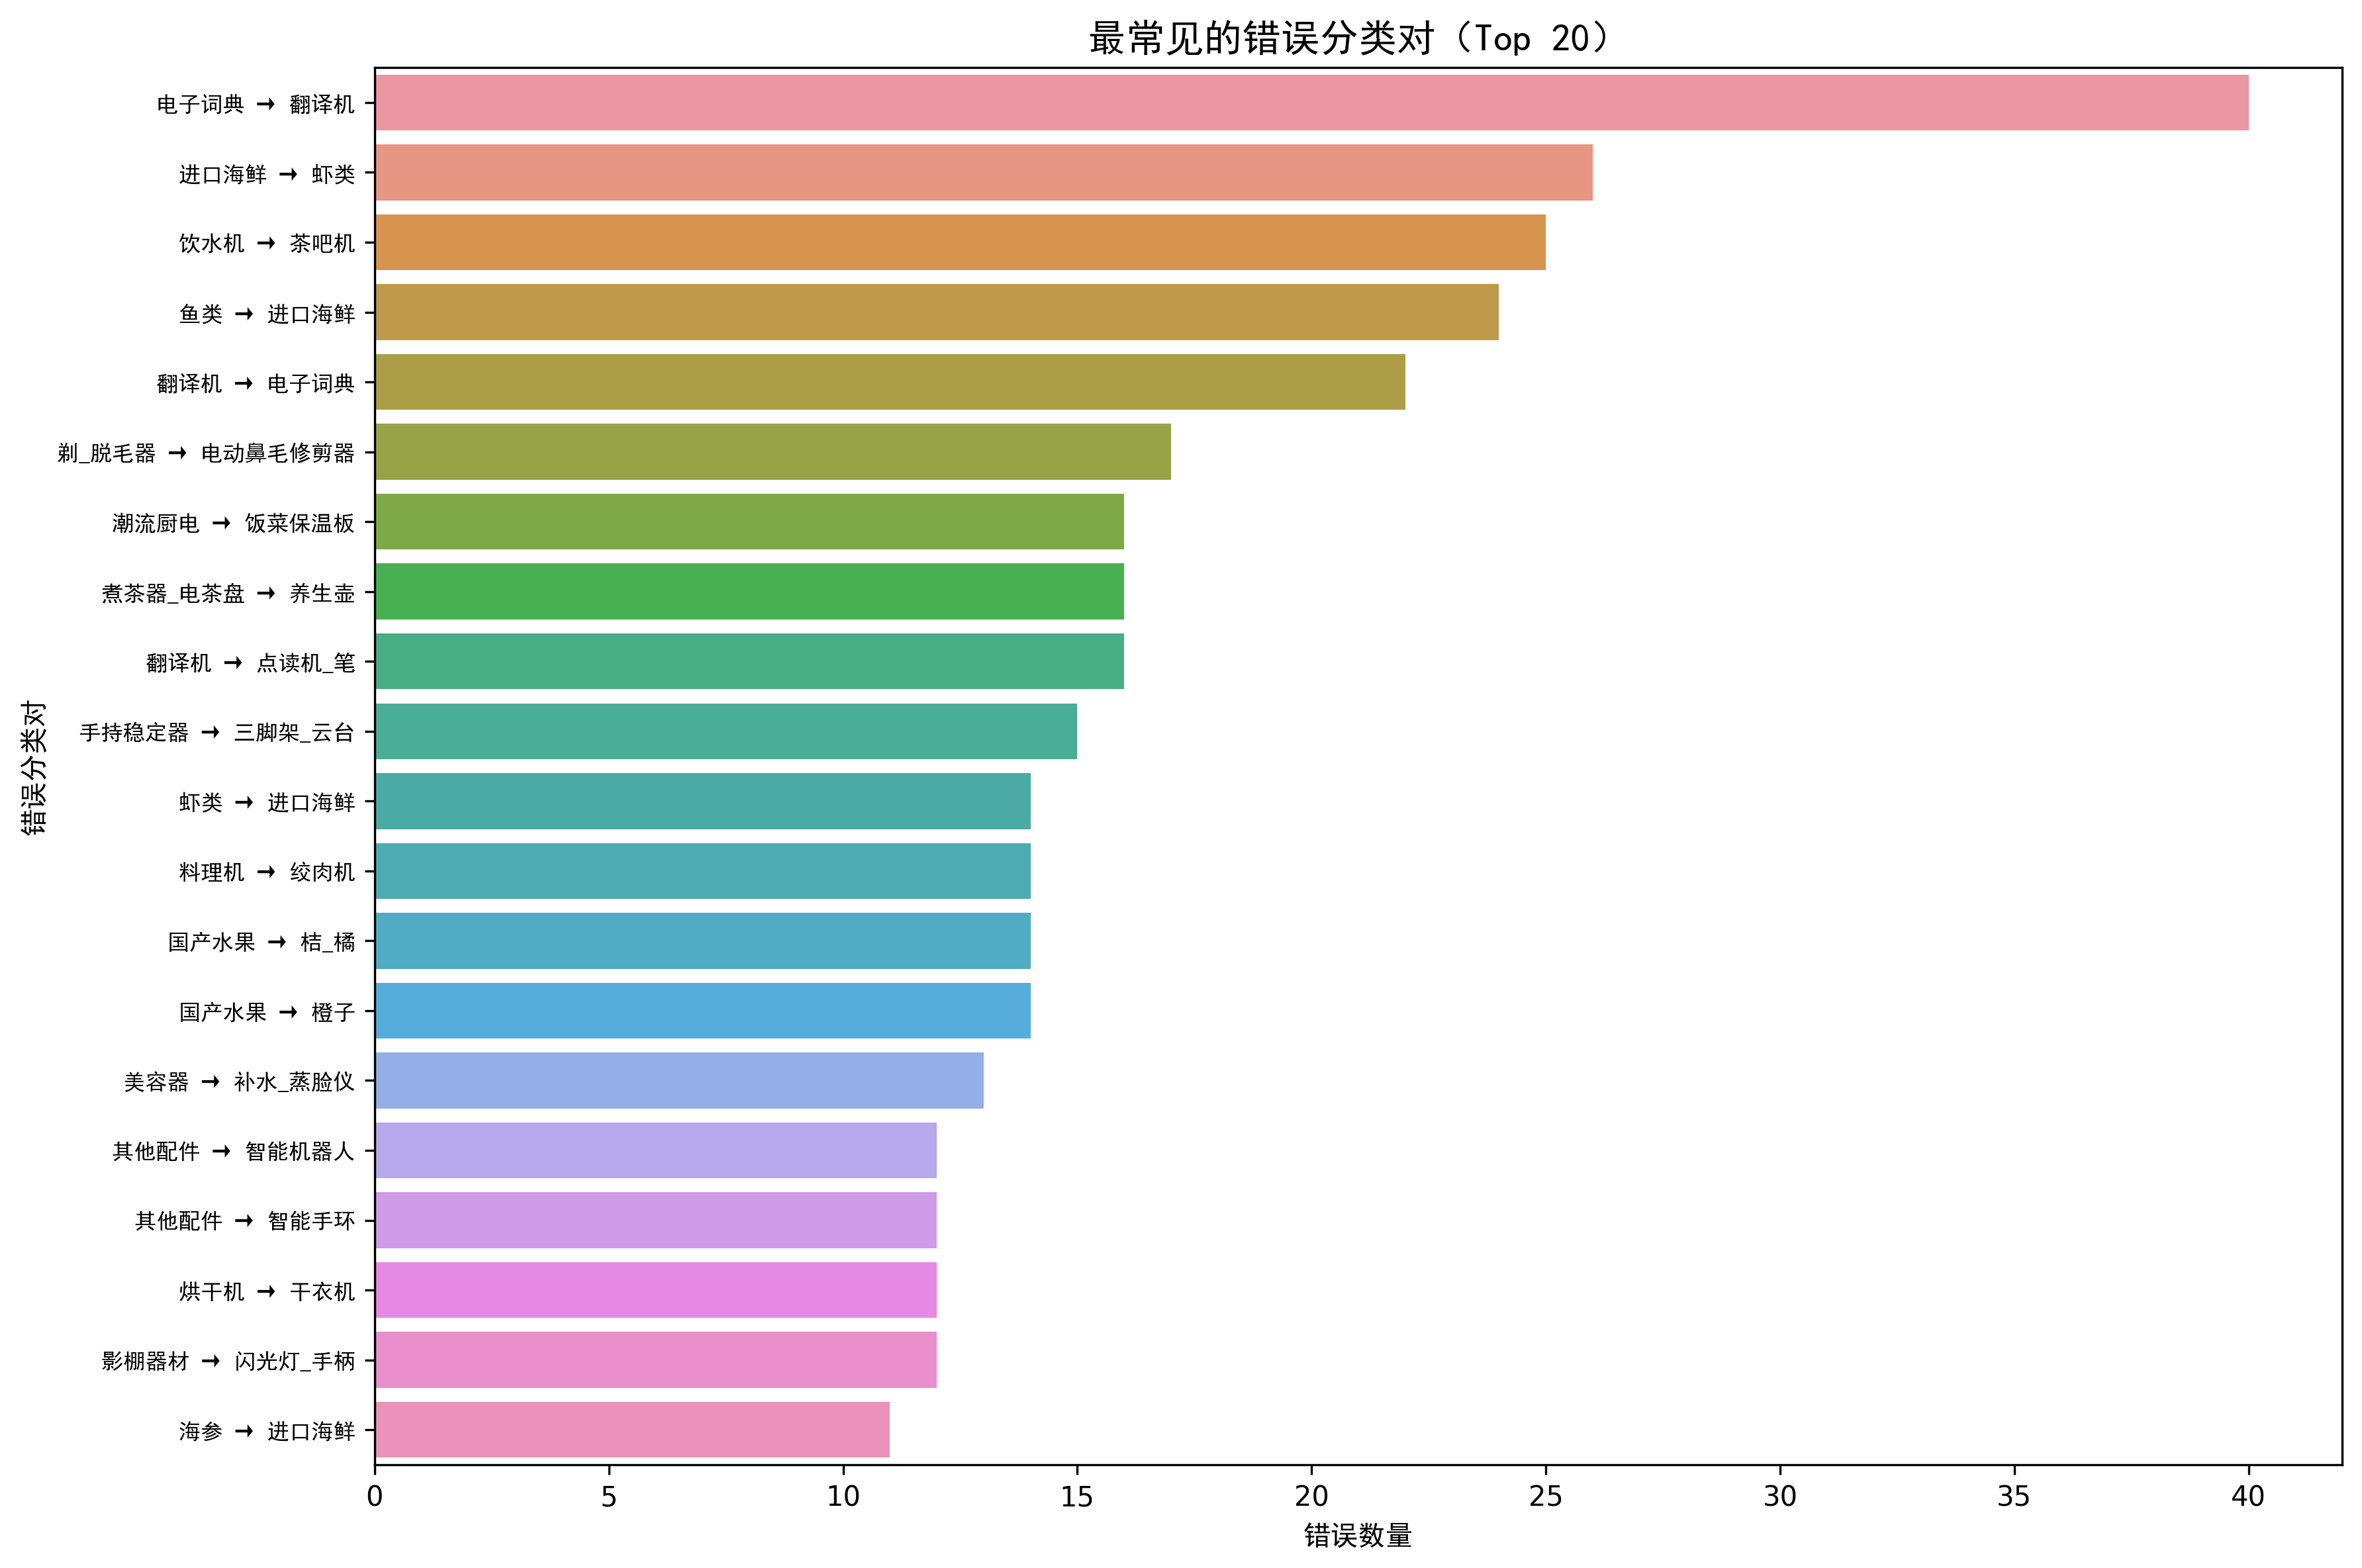 最常见的错误分类对（Top 20）
电子词典 → 翻译机
进口海鲜 → 虾类
饮水机 → 茶吧机
鱼类 → 进口海鲜
翻译机 → 电子词典
剃_脱毛器 → 电动鼻毛修剪器
潮流厨电 → 饭菜保温板
煮茶器_电茶盘 → 养生壶
翻译机 → 点读机_笔
手持稳定器 → 三脚架_云台
虾类 → 进口海鲜
料理机 → 绞肉机
国产水果 → 桔_橘
国产水果 → 橙子
美容器 → 补水_蒸脸仪
其他配件 → 智能机器人
其他配件 → 智能手环
烘干机 → 干衣机
影棚器材 → 闪光灯_手柄
海参 → 进口海鲜
错误分类对
0 5 10 15 20 25 30 35 40
错误数量